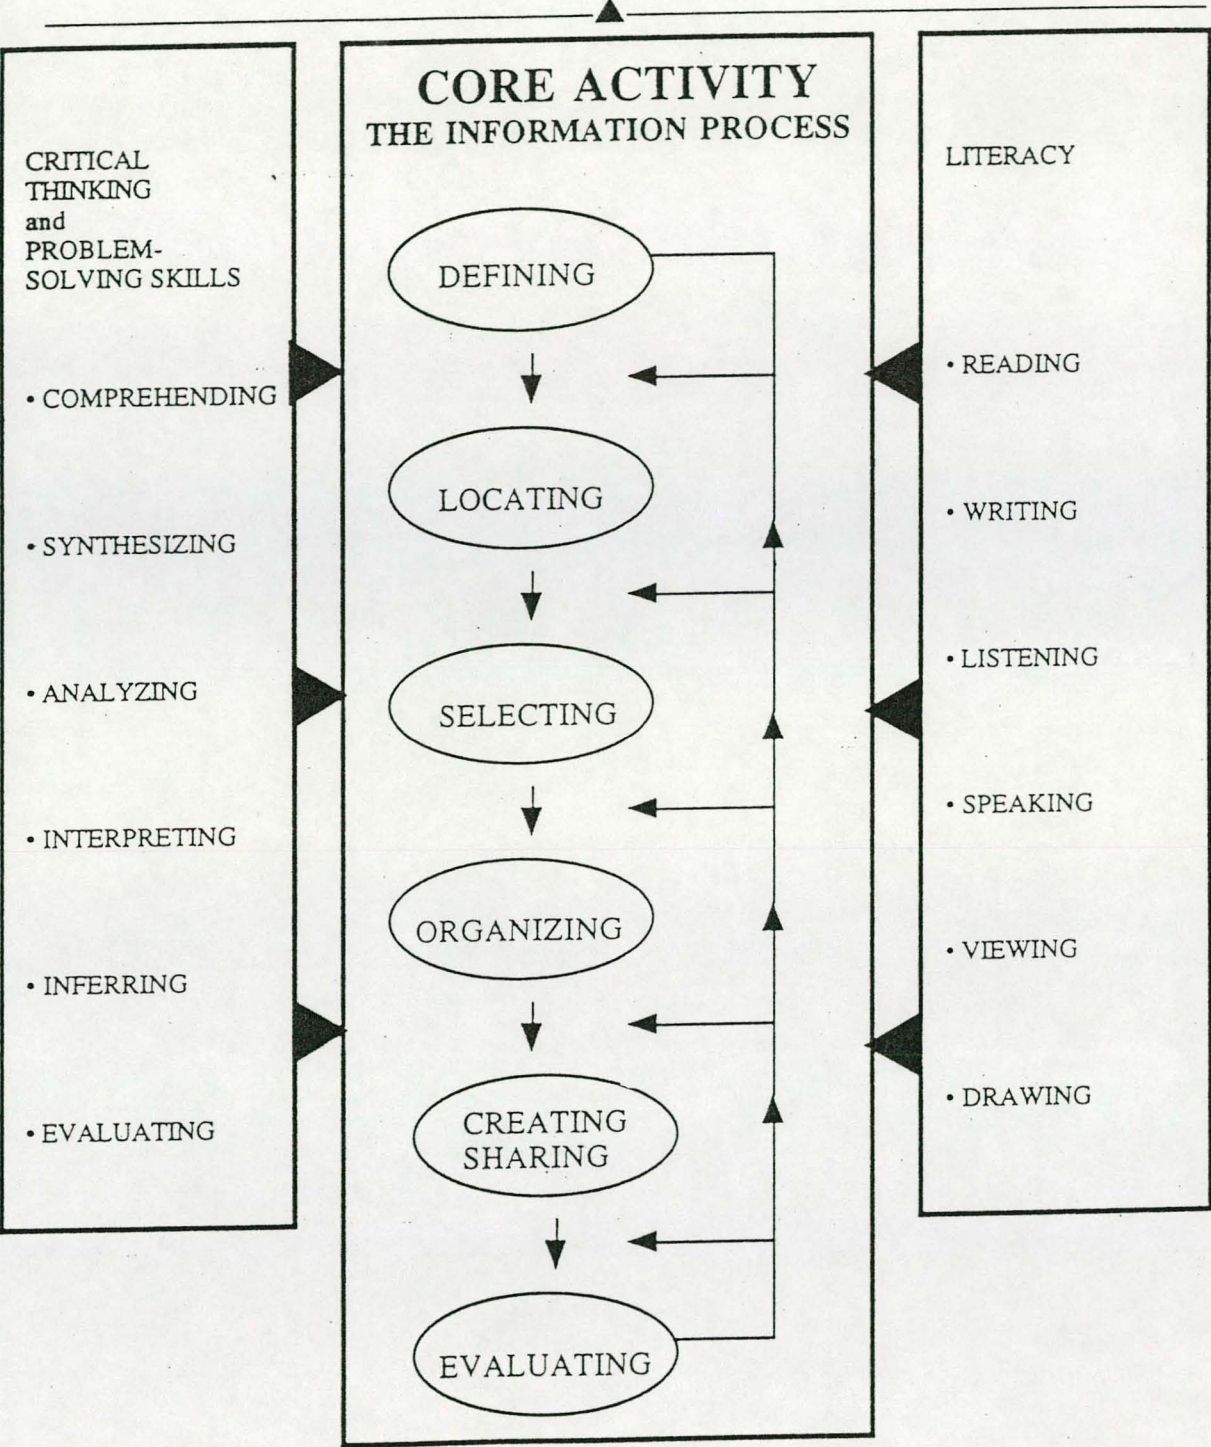 CRITICAL
THINKING
and
PROBLEM-
SOLVING SKILLS
• COMPREHENDING
• SYNTHESIZING
• ANALYZING
• INTERPRETING
• INFERRING
• EVALUATING
CORE ACTIVITY
THE INFORMATION PROCESS
DEFINING
LOCATING
SELECTING
ORGANIZING
CREATING
SHARING
EVALUATING
LITERACY
• READING
• WRITING
• LISTENING
• SPEAKING
• VIEWING
• DRAWING